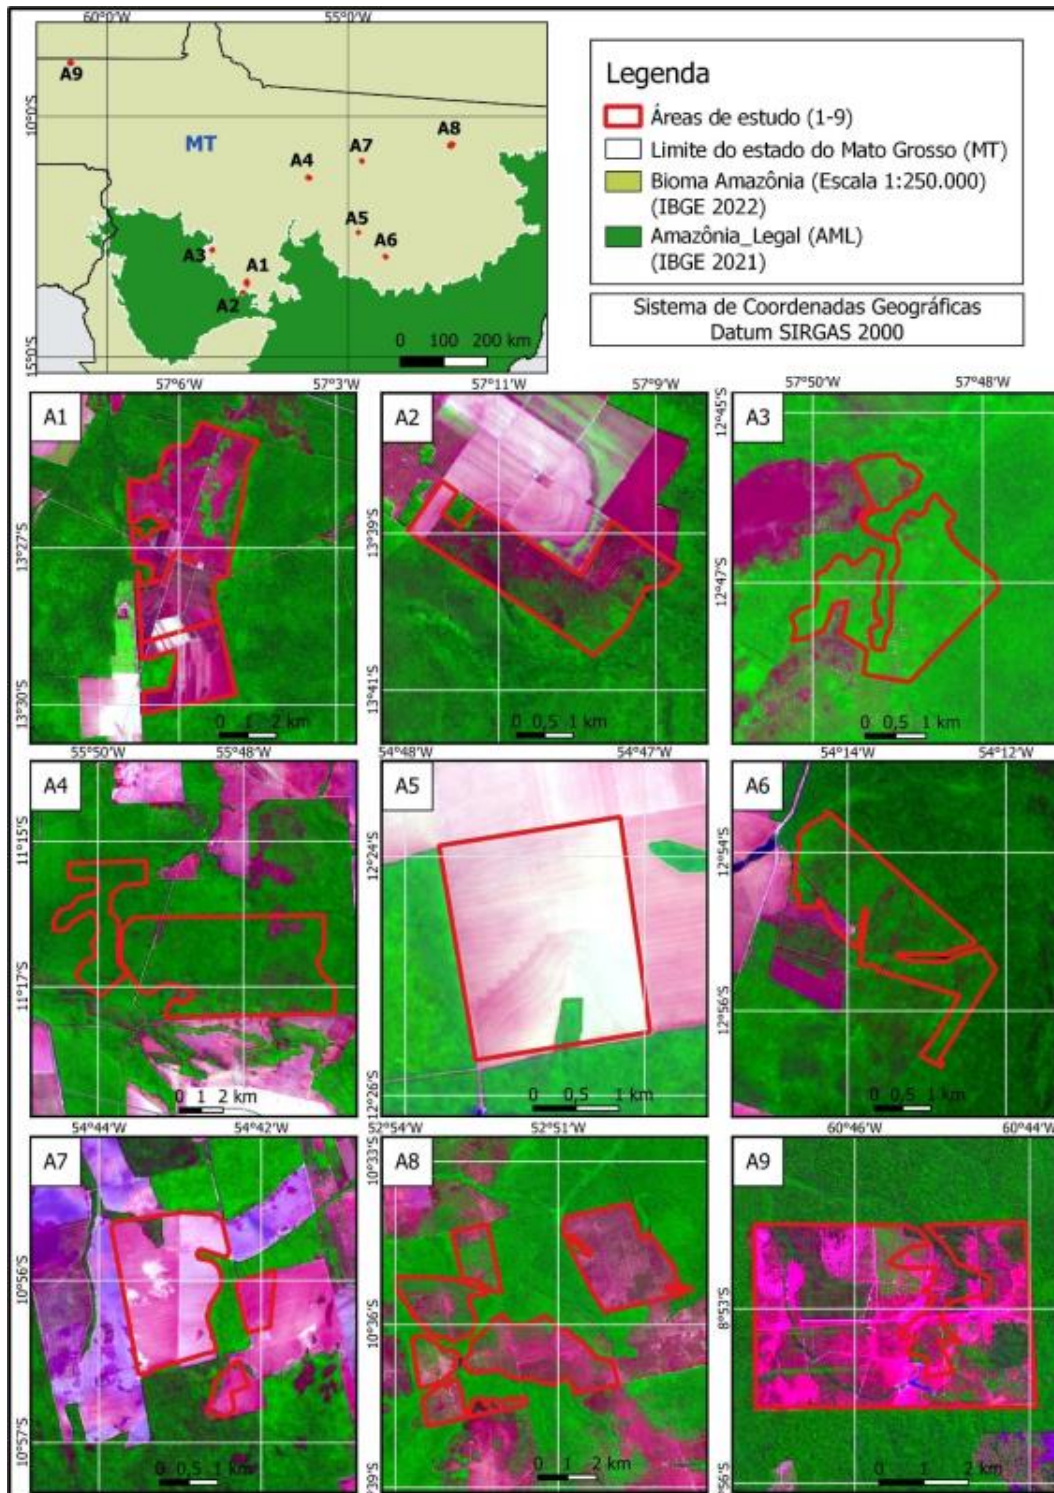 60°0'W 55°0'W
10°0'S
15°0'S
A9
MT
A8
A7
A4
A5
A6
A3
A1
A2
0 100 200 km
Legenda
Áreas de estudo (1-9)
Limite do estado do Mato Grosso (MT)
Bioma Amazônia (Escala 1:250.000)
(IBGE 2022)
Amazônia_Legal (AML)
(IBGE 2021)
Sistema de Coordenadas Geográficas
Datum SIRGAS 2000
57°6'W 57°3'W 57°11'W 57°9'W 57°50'W 57°48'W
A1
13°27'S
13°30'S
0 1 2 km
A2
13°39'S
13°41'S
0 0,5 1 km
A3
12°45'S
12°47'S
0 0,5 1 km
55°50'W 55°48'W 54°48'W 54°47'W 54°14'W 54°12'W
A4
11°15'S
11°17'S
0 1 2 km
A5
12°24'S
12°26'S
0 0,5 1 km
A6
12°54'S
12°56'S
0 0,5 1 km
54°44'W 54°42'W 52°54'W 52°51'W 60°46'W 60°44'W
A7
10°56'S
10°57'S
0 0,5 1 km
A8
10°33'S
10°36'S
°39'S
0 1 2 km
A9
8°53'S
°56'S
0 1 2 km